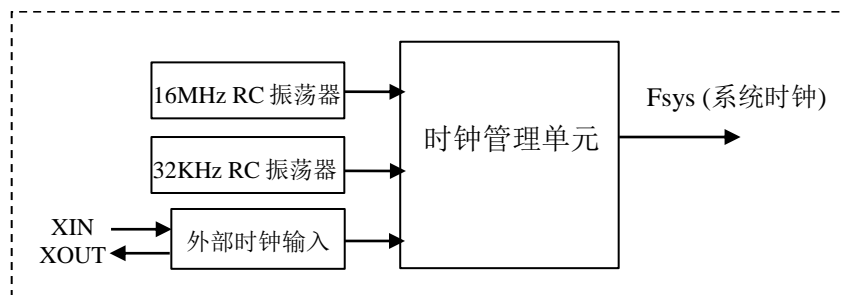 16MHz RC 振荡器
Fsys (系统时钟)
时钟管理单元
32KHz RC 振荡器
XIN
外部时钟输入
XOUT